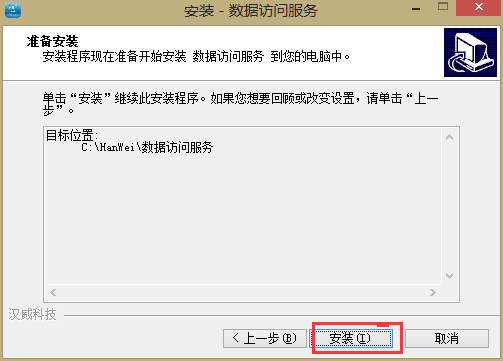 安装 - 数据访问服务
准备安装
安装程序现在准备开始安装 数据访问服务 到您的电脑中。
单击“安装”继续此安装程序。如果您想要回顾或改变设置，请单击“上一
步”。
目标位置:
C:\HanWei\数据访问服务
汉威科技
< 上一步(B)
安装(I)
取消